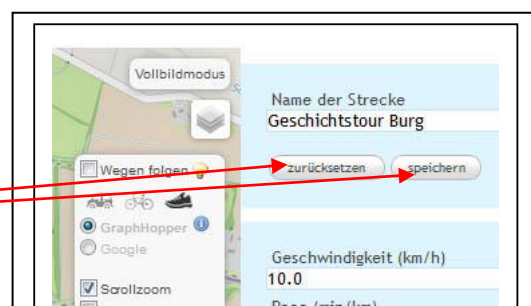 Vollbildmodus
Name der Strecke
Geschichtstour Burg
Wegen folgen
zurücksetzen
speichern
GraphHopper
Google
Geschwindigkeit (km/h)
10.0
Scrollzoom